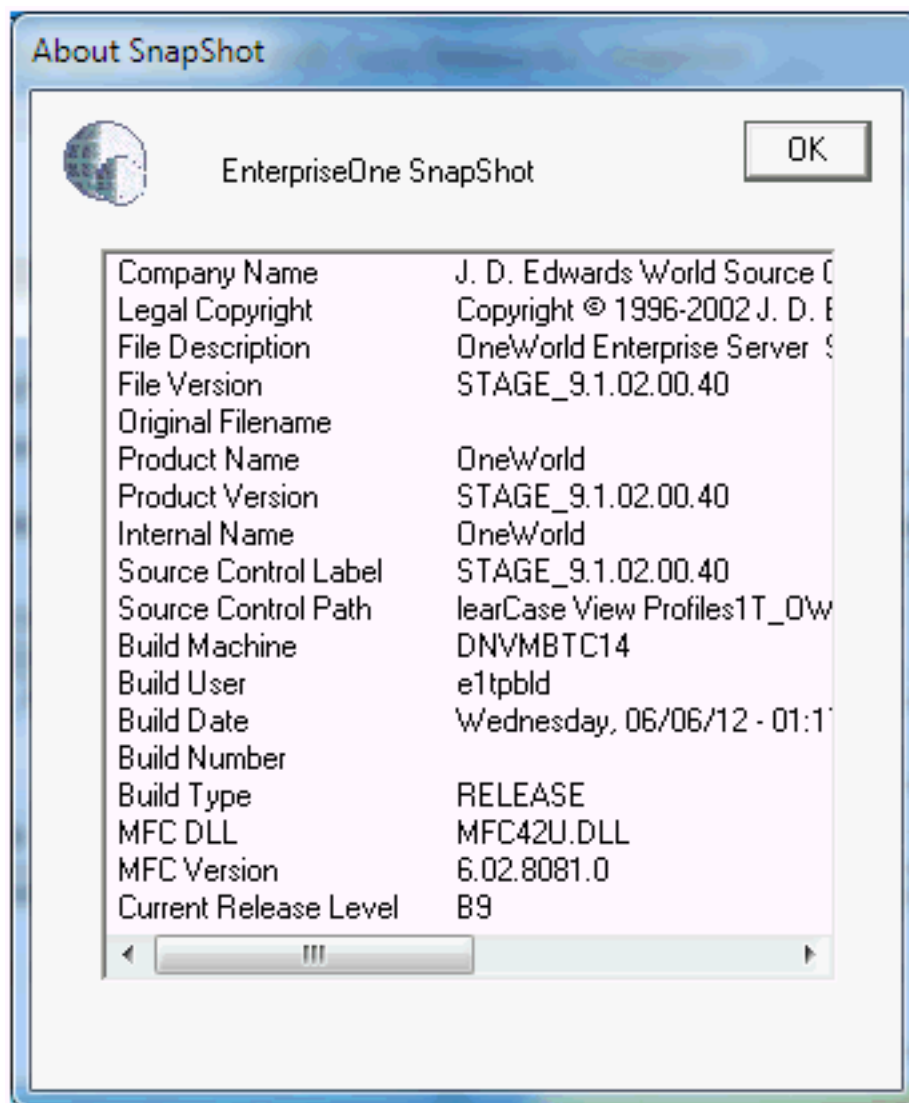 About SnapShot
EnterpriseOne SnapShot
OK
Company Name J. D. Edwards World Source
Legal Copyright Copyright © 1996-2002 J. D.
File Description OneWorld Enterprise Server
File Version STAGE_9.1.02.00.40
Original Filename
Product Name OneWorld
Product Version STAGE_9.1.02.00.40
Internal Name OneWorld
Source Control Label STAGE_9.1.02.00.40
Source Control Path learCase View Profiles1T_OW
Build Machine DNVMBTC14
Build User e1tpbld
Build Date Wednesday, 06/06/12 - 01:1
Build Number
Build Type RELEASE
MFC DLL MFC42U.DLL
MFC Version 6.02.8081.0
Current Release Level B9